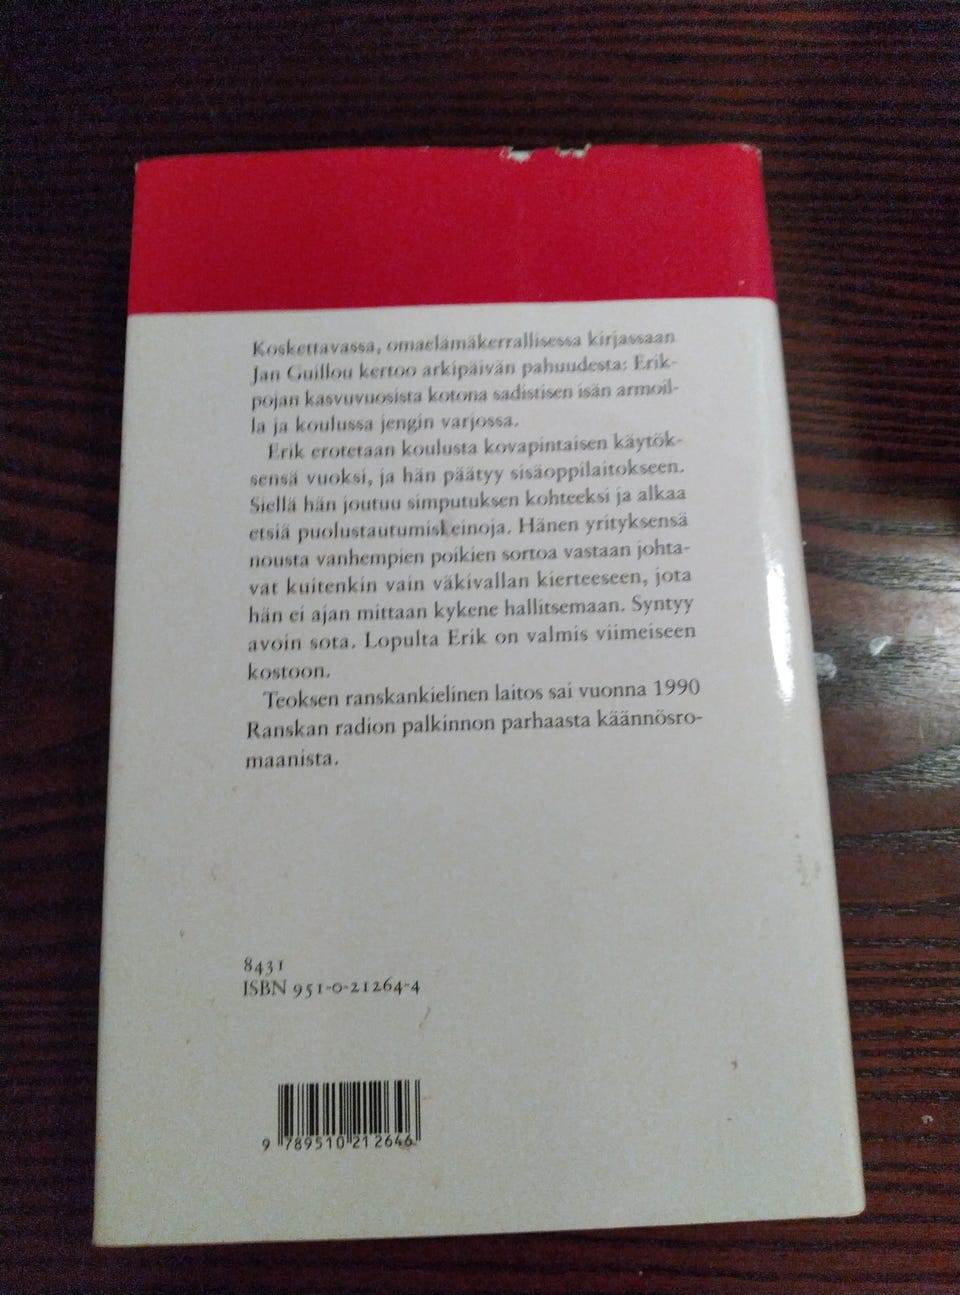 Koskettavassa, omaelämäkerrallisessa kirjassaan
Jan Guillou kertoo arkipäivän pahuudesta: Erik-
pojan kasvuvuosista kotona sadistisen isän armoil-
la ja koulussa jengin varjossa.
Erik erotetaan koulusta kovapintaisen käytök-
sensä vuoksi, ja hän päätyy sisäoppilaitokseen.
Siellä hän joutuu simputuksen kohteeksi ja alkaa
etsiä puolustautumiskeinoja. Hänen yrityksensä
nousta vanhempien poikien sortoa vastaan johta-
vat kuitenkin vain väkivallan kierteeseen, jota
hän ei ajan mittaan kykene hallitsemaan. Syntyy
avoin sota. Lopulta Erik on valmis viimeiseen
kostoon.
Teoksen ranskankielinen laitos sai vuonna 1990
Ranskan radion palkinnon parhaasta käännösro-
maanista.
8431
ISBN 951-0-21264-4
9 789510 212646